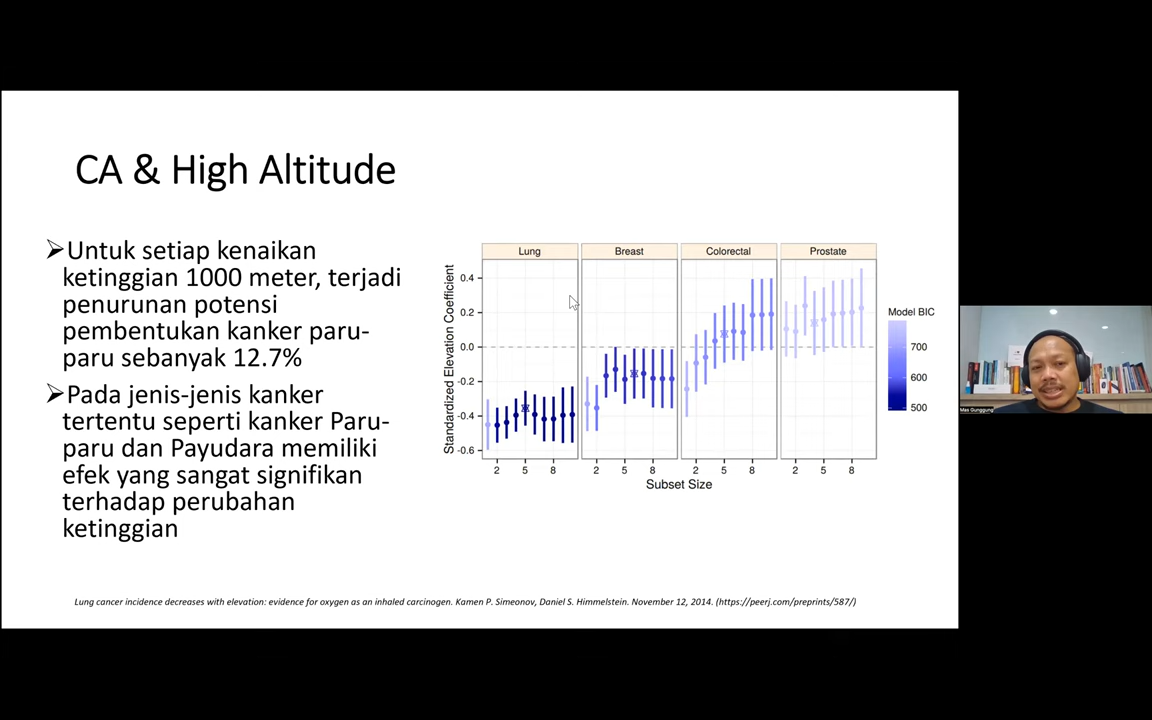 CA & High Altitude
➢Untuk setiap kenaikan
ketinggian 1000 meter, terjadi
penurunan potensi
pembentukan kanker paru-
paru sebanyak 12.7%
➢Pada jenis-jenis kanker
tertentu seperti kanker Paru-
paru dan Payudara memiliki
efek yang sangat signifikan
terhadap perubahan
ketinggian
Lung Breast Colorectal Prostate
Standardized Elevation Coefficient
0.4
0.2
0.0
-0.2
-0.4
-0.6
2 5 8 2 5 8 2 5 8 2 5 8
Subset Size
Model BIC
700
600
500
Lung cancer incidence decreases with elevation: evidence for oxygen as an inhaled carcinogen. Kamen P. Simeonov, Daniel S. Himmelstein. November 12, 2014. (https://peerj.com/preprints/587/)
Mas Gunggung